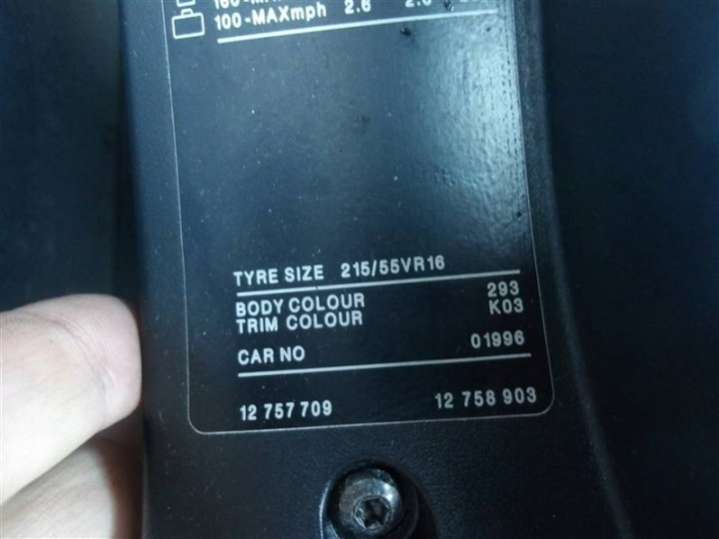 100-MAXmph 2.6
TYRE SIZE 215/55VR16
BODY COLOUR 293
TRIM COLOUR K03
CAR NO 01996
12 757 709 12 758 903